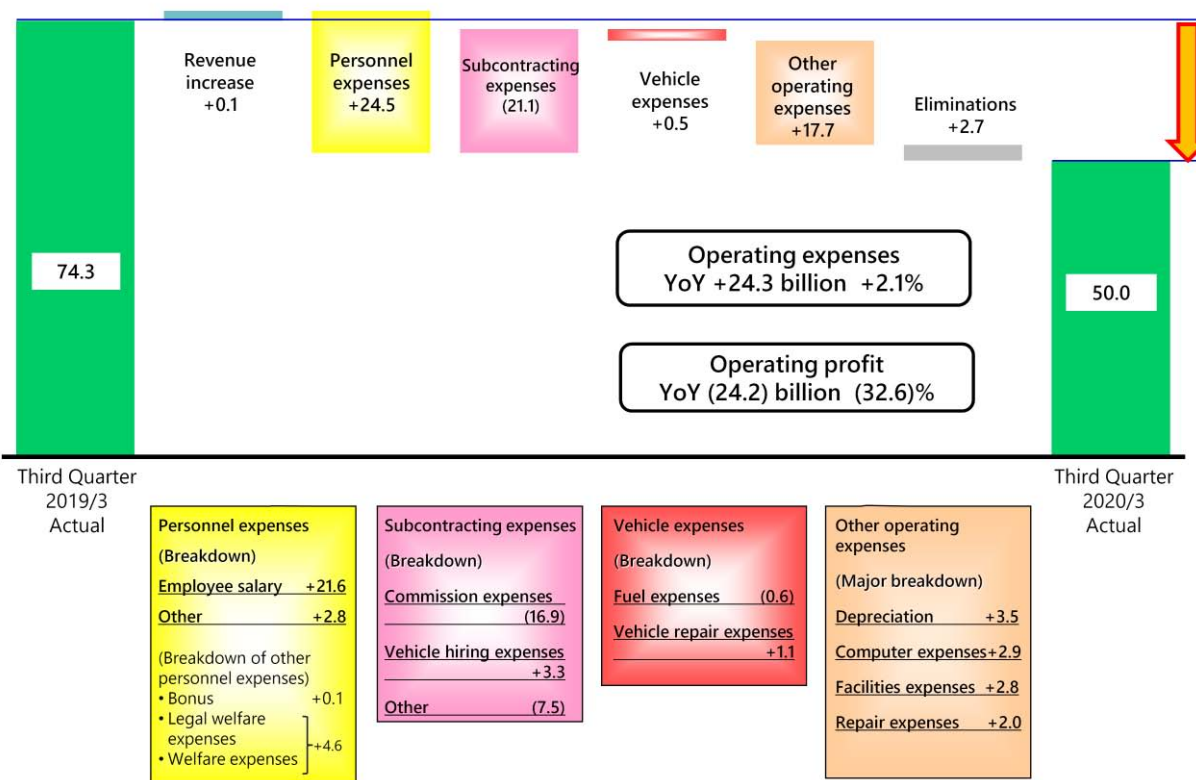 Revenue
increase
+0.1
Personnel
expenses
+24.5
Subcontracting
expenses
(21.1)
Vehicle
expenses
+0.5
Other
operating
expenses
+17.7
Eliminations
+2.7
74.3
Operating expenses
YoY +24.3 billion +2.1%
50.0
Operating profit
YoY (24.2) billion (32.6)%
Third Quarter
2019/3
Actual
Third Quarter
2020/3
Actual
Personnel expenses
(Breakdown)
Employee salary +21.6
Other +2.8
(Breakdown of other
personnel expenses)
• Bonus +0.1
• Legal welfare
expenses
+4.6
• Welfare expenses
Subcontracting expenses
(Breakdown)
Commission expenses
(16.9)
Vehicle hiring expenses
+3.3
Other (7.5)
Vehicle expenses
(Breakdown)
Fuel expenses (0.6)
Vehicle repair expenses
+1.1
Other operating
expenses
(Major breakdown)
Depreciation +3.5
Computer expenses+2.9
Facilities expenses +2.8
Repair expenses +2.0